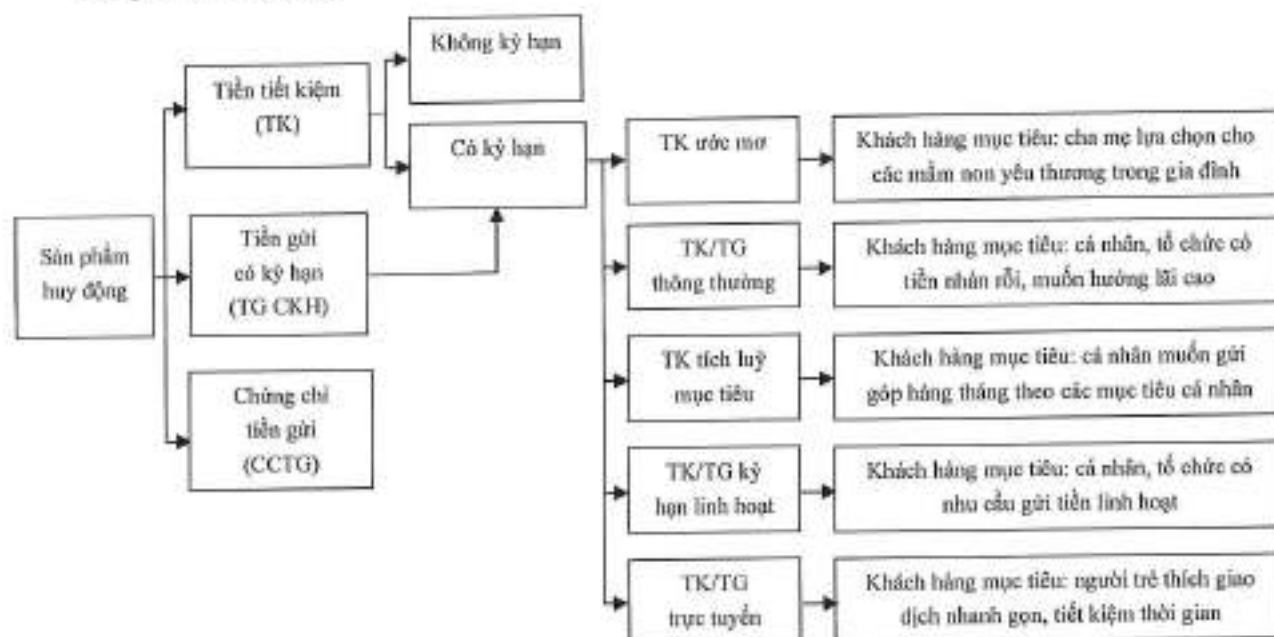 Không kỳ hạn
Tiền tiết kiệm
(TK)
Có kỳ hạn
TK ước mơ
Khách hàng mục tiêu: cha mẹ lựa chọn cho
các mầm non yêu thương trong gia đình
Sản phẩm
huy động
Tiền gửi
có kỳ hạn
(TG CKH)
TK/TG
thông thường
Khách hàng mục tiêu: cá nhân, tổ chức có
tiền nhàn rỗi, muốn hưởng lãi cao
TK tích luỹ
mục tiêu
Khách hàng mục tiêu: cá nhân muốn gửi
góp hàng tháng theo các mục tiêu cá nhân
Chứng chỉ
tiền gửi
(CCTG)
TK/TG kỳ
hạn linh hoạt
Khách hàng mục tiêu: cá nhân, tổ chức có
nhu cầu gửi tiền linh hoạt
TK/TG
trực tuyến
Khách hàng mục tiêu: người trẻ thích giao
dịch nhanh gọn, tiết kiệm thời gian